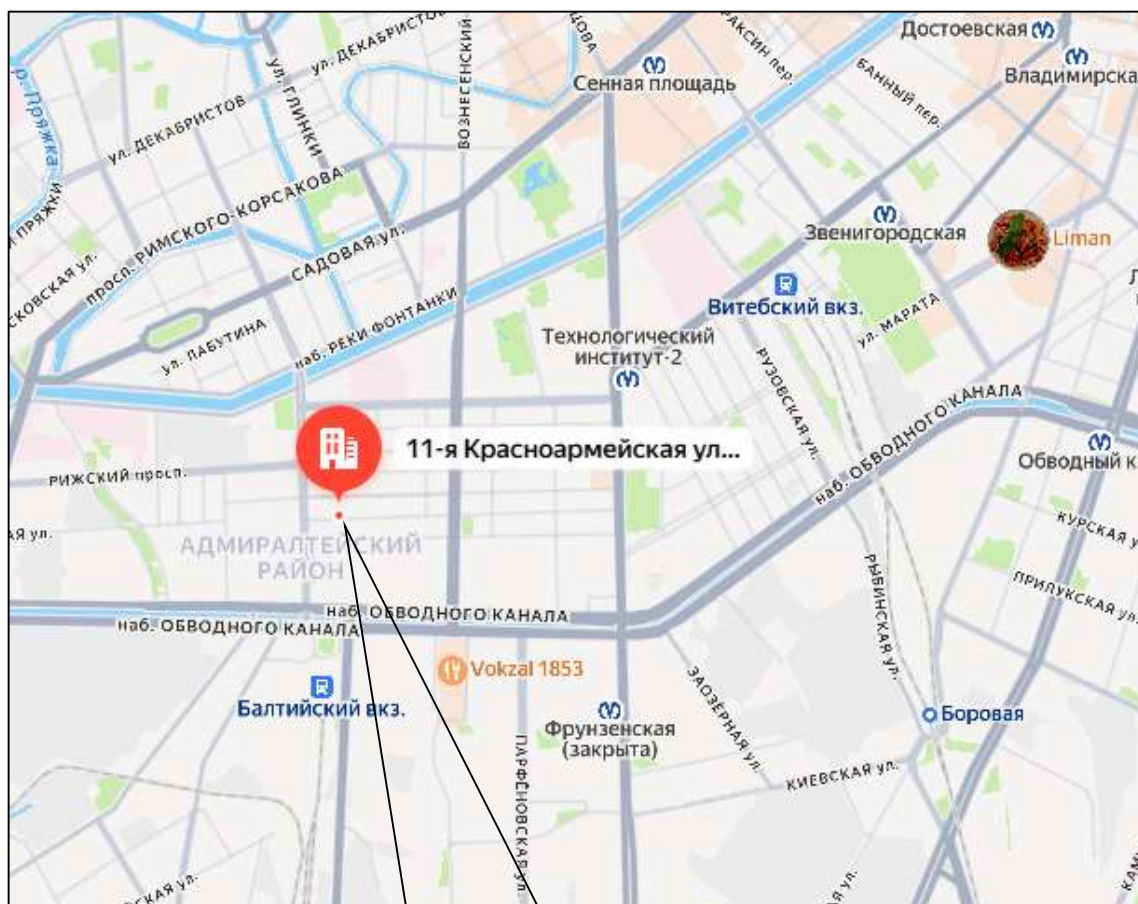 Достоевская
Владимирска
Сенная площадь
ул. ДЕКАБРИСТОВ
ул. ГЛИНКИ
ВОЗНЕСЕНСКИЙ
БАННЫЙ пер.
р. Пряжка
ул. ДЕКАБРИСТОВ
просп. РИМСКОГО-КОРСАКОВА
САДОВАЯ ул.
Звенигородская
Liman
Витебский вкз.
ул. МАРАТА
наб. РЕКИ ФОНТАНКИ
ул. ЛАБУТИНА
Технологический
институт-2
РУЗОВСКАЯ ул.
наб. ОБВОДНОГО КАНАЛА
11-я Красноармейская ул...
Обводный к
РИЖСКИЙ просп.
АДМИРАЛТЕЙСКИЙ
РАЙОН
КУРСКАЯ у
ПРИЛУКСКАЯ ул.
РЫБИНСКАЯ ул.
наб. ОБВОДНОГО КАНАЛА
наб. ОБВОДНОГО КАНАЛА
Vokzal 1853
Балтийский вкз.
ЗАОЗЁРНАЯ ул.
Фрунзенская
(закрыта)
Боровая
ПАРФЁНОВСКАЯ ул.
КИЕВСКАЯ ул.